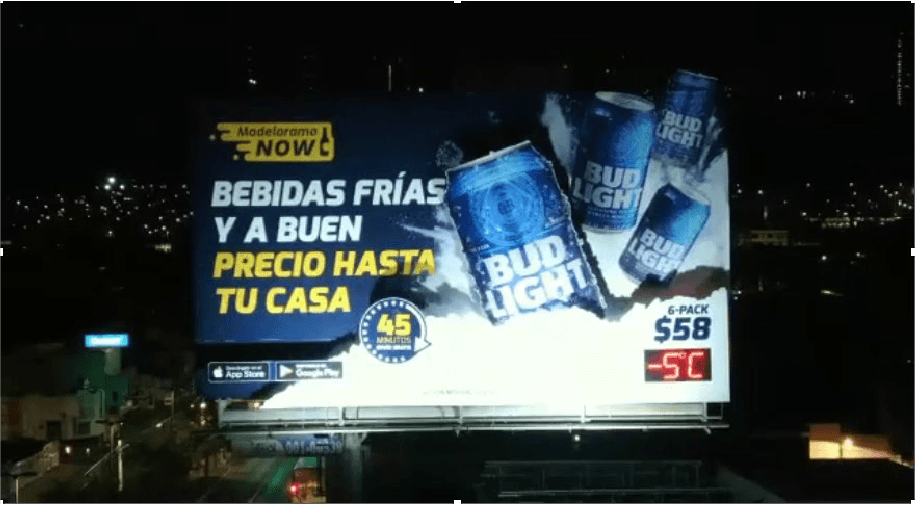 Modelorama
NOW
BEBIDAS FRÍAS
Y A BUEN
PRECIO HASTA
TU CASA
45
MINUTOS
BUD
LIGHT
BUD
LIGHT
BUD
LIGHT
BUD
LIGHT
6-PACK
$58
-5C
App Store
Google Play